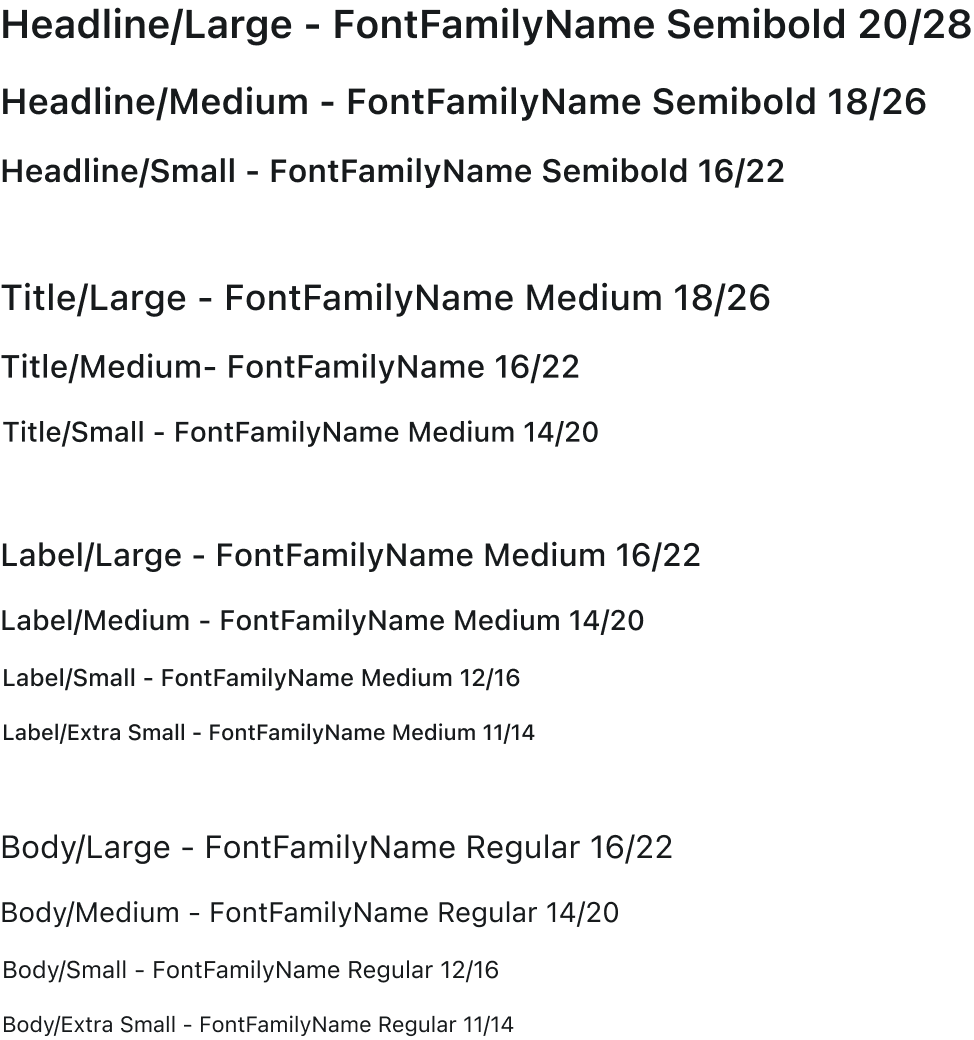 Headline/Large - FontFamilyName Semibold 20/28
Headline/Medium - FontFamilyName Semibold 18/26
Headline/Small - FontFamilyName Semibold 16/22
Title/Large - FontFamilyName Medium 18/26
Title/Medium- FontFamilyName 16/22
Title/Small - FontFamilyName Medium 14/20
Label/Large - FontFamilyName Medium 16/22
Label/Medium - FontFamilyName Medium 14/20
Label/Small - FontFamilyName Medium 12/16
Label/Extra Small - FontFamilyName Medium 11/14
Body/Large - FontFamilyName Regular 16/22
Body/Medium - FontFamilyName Regular 14/20
Body/Small - FontFamilyName Regular 12/16
Body/Extra Small - FontFamilyName Regular 11/14